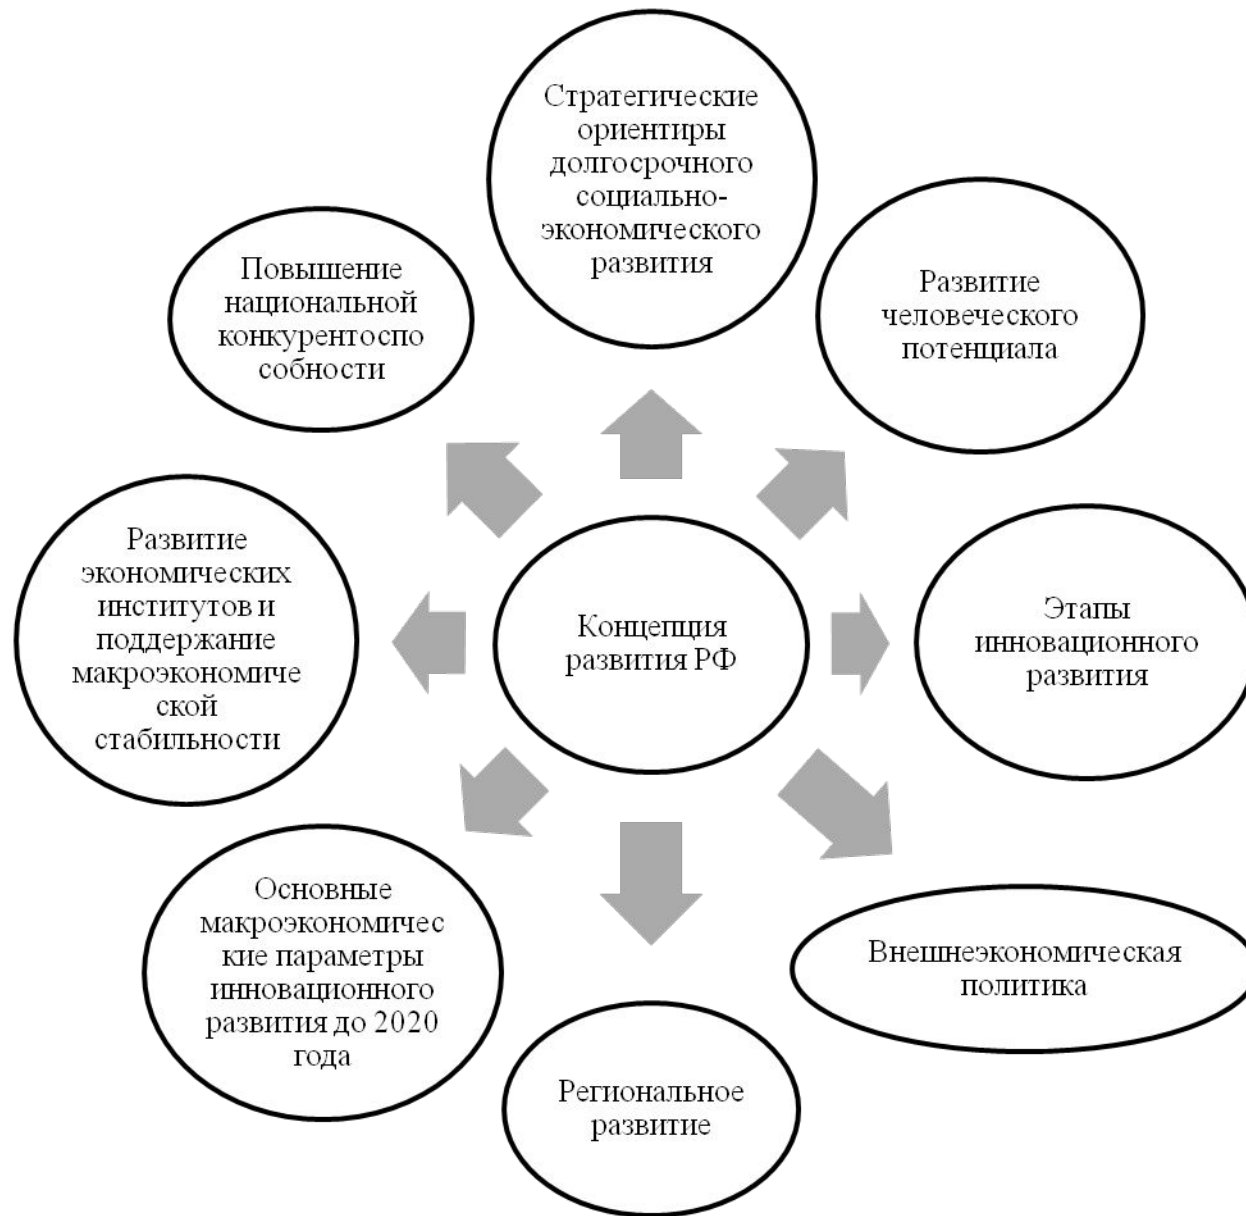 Стратегические
ориентиры
долгосрочного
социально-
экономического
развития
Развитие
человеческого
потенциала
Этапы
инновационного
развития
Внешнеэкономическая
политика
Региональное
развитие
Основные
макроэкономичес
кие параметры
инновационного
развития до 2020
года
Развитие
экономических
институтов и
поддержание
макроэкономиче
ской
стабильности
Повышение
национальной
конкурентоспо
собности
Концепция
развития РФ